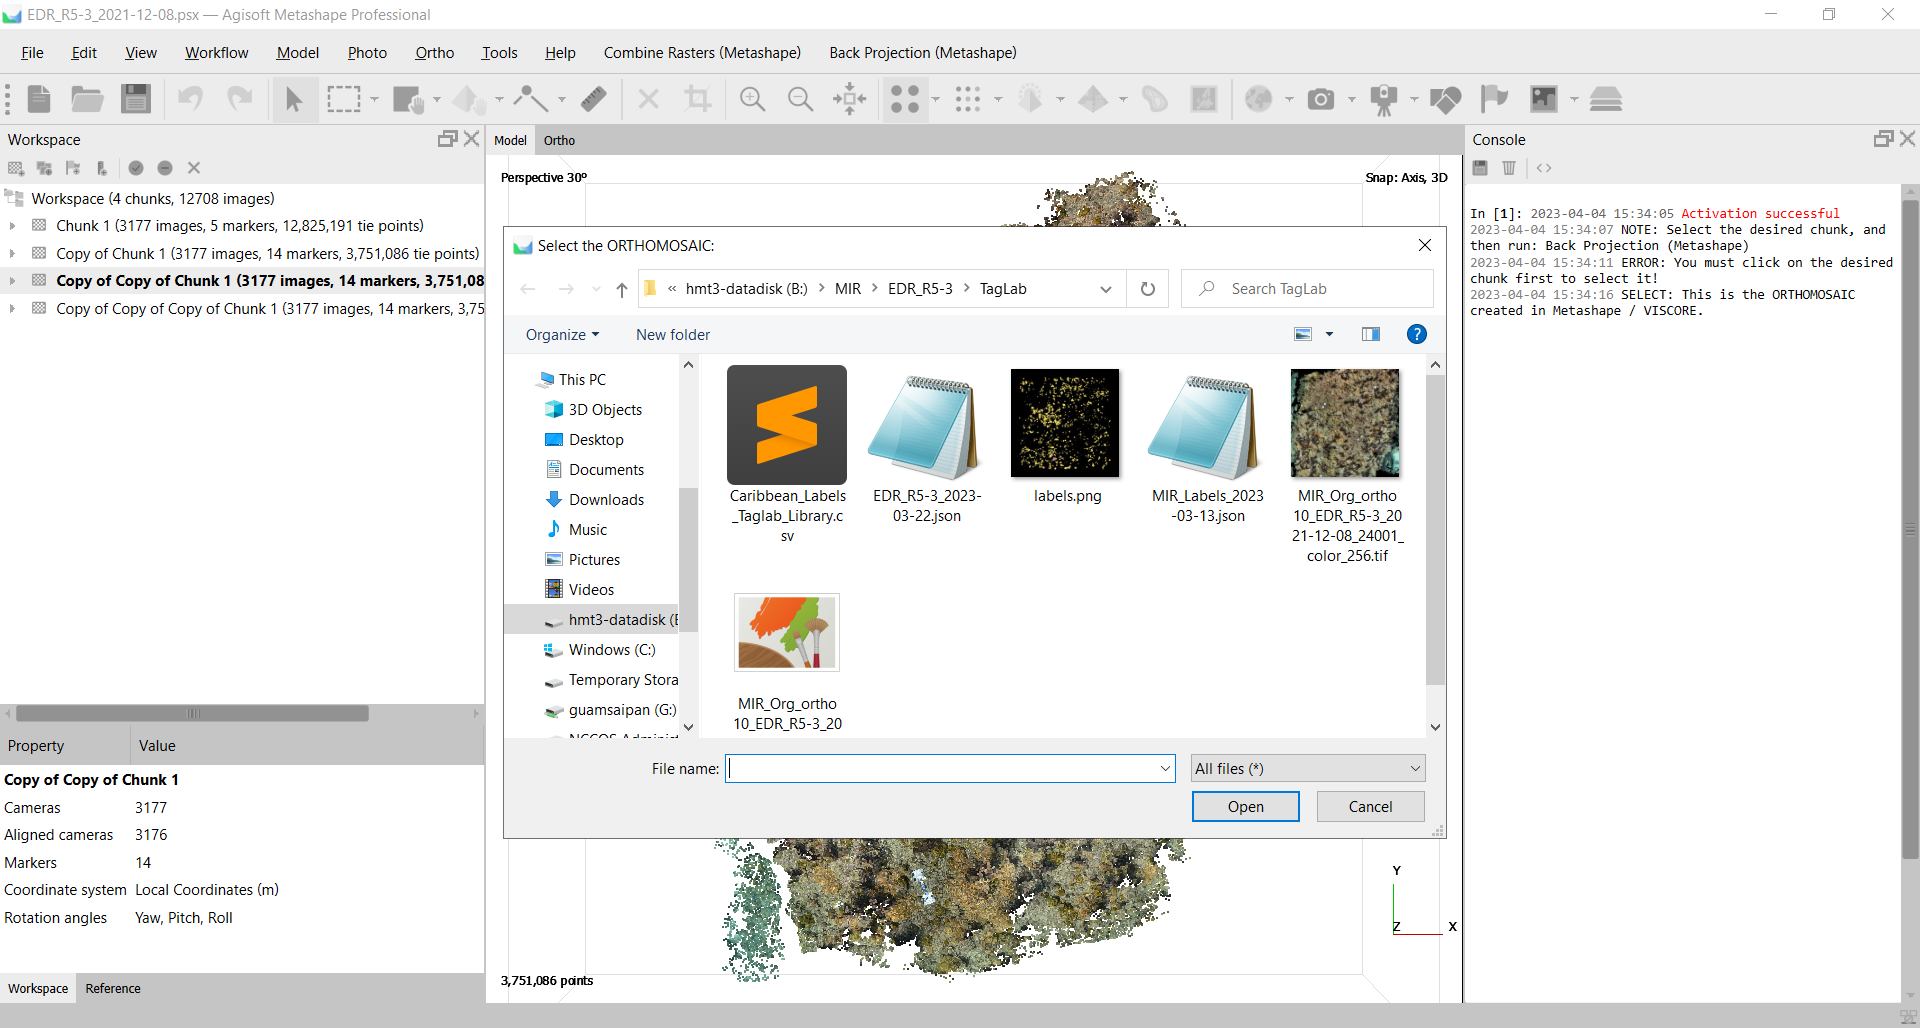 EDR_R5-3_2021-12-08.psx — Agisoft Metashape Professional
File Edit View Workflow Model Photo Ortho Tools Help Combine Rasters (Metashape) Back Projection (Metashape)
Workspace
Workspace (4 chunks, 12708 images)
Chunk 1 (3177 images, 5 markers, 12,825,191 tie points)
Copy of Chunk 1 (3177 images, 14 markers, 3,751,086 tie points)
Copy of Copy of Chunk 1 (3177 images, 14 markers, 3,751,08
Copy of Copy of Copy of Chunk 1 (3177 images, 14 markers, 3,75
Property Value
Copy of Copy of Chunk 1
Cameras 3177
Aligned cameras 3176
Markers 14
Coordinate system Local Coordinates (m)
Rotation angles Yaw, Pitch, Roll
Workspace Reference
Model Ortho
Perspective 30°
Snap: Axis, 3D
Select the ORTHOMOSAIC:
« hmt3-datadisk (B:) > MIR > EDR_R5-3 > TagLab
Search TagLab
Organize New folder
This PC
3D Objects
Desktop
Documents
Downloads
Music
Pictures
Videos
hmt3-datadisk (
Windows (C:)
Temporary Stora
guamsaipan (G:)
Caribbean_Labels
_Taglab_Library.c
sv
EDR_R5-3_2023-
03-22.json
labels.png
MIR_Labels_2023
-03-13.json
MIR_Org_ortho
10_EDR_R5-3_20
21-12-08_24001_
color_256.tif
MIR_Org_ortho
10_EDR_R5-3_20
File name:
All files (*)
Open Cancel
3,751,086 points
Y
Z X
Console
In [1]: 2023-04-04 15:34:05 Activation successful
2023-04-04 15:34:07 NOTE: Select the desired chunk, and
then run: Back Projection (Metashape)
2023-04-04 15:34:11 ERROR: You must click on the desired
chunk first to select it!
2023-04-04 15:34:16 SELECT: This is the ORTHOMOSAIC
created in Metashape / VISCORE.